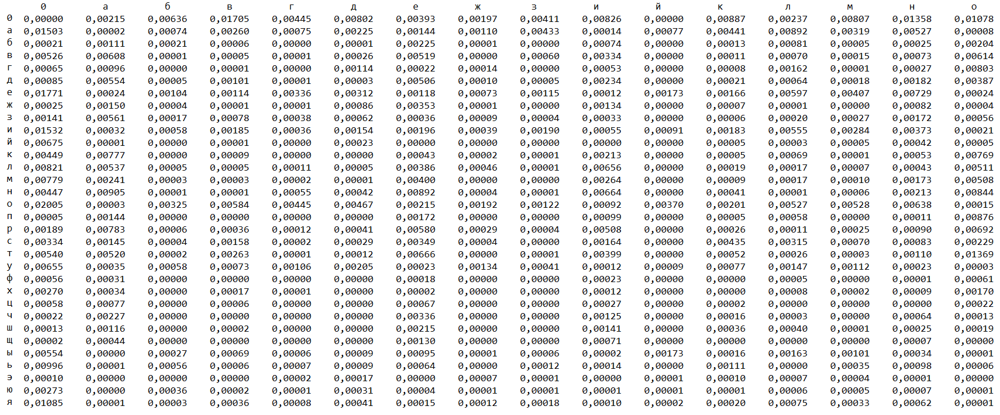 0 а б в г д е ж з и й к л м н о
0 0,00000 0,00215 0,00636 0,01705 0,00445 0,00802 0,00393 0,00197 0,00411 0,00826 0,00000 0,00887 0,00237 0,00807 0,01358 0,01078
а 0,01503 0,00002 0,00074 0,00260 0,00075 0,00225 0,00144 0,00110 0,00433 0,00014 0,00077 0,00441 0,00892 0,00319 0,00527 0,00008
б 0,00021 0,00111 0,00021 0,00006 0,00000 0,00001 0,00225 0,00001 0,00000 0,00074 0,00000 0,00013 0,00081 0,00005 0,00025 0,00204
в 0,00526 0,00608 0,00001 0,00005 0,00001 0,00026 0,00519 0,00000 0,00060 0,00334 0,00000 0,00011 0,00070 0,00015 0,00073 0,00614
г 0,00065 0,00096 0,00000 0,00001 0,00000 0,00114 0,00022 0,00014 0,00000 0,00053 0,00000 0,00008 0,00162 0,00001 0,00027 0,00803
д 0,00085 0,00554 0,00005 0,00101 0,00001 0,00003 0,00506 0,00010 0,00005 0,00234 0,00000 0,00021 0,00064 0,00018 0,00182 0,00387
е 0,01771 0,00024 0,00104 0,00114 0,00336 0,00312 0,00118 0,00073 0,00115 0,00012 0,00173 0,00166 0,00597 0,00407 0,00729 0,00024
ж 0,00025 0,00150 0,00004 0,00001 0,00001 0,00086 0,00353 0,00001 0,00000 0,00134 0,00000 0,00007 0,00001 0,00000 0,00082 0,00004
з 0,00141 0,00561 0,00017 0,00078 0,00038 0,00062 0,00036 0,00009 0,00004 0,00033 0,00000 0,00006 0,00020 0,00027 0,00172 0,00056
и 0,01532 0,00032 0,00058 0,00185 0,00036 0,00154 0,00196 0,00039 0,00190 0,00055 0,00091 0,00183 0,00555 0,00284 0,00373 0,00021
й 0,00675 0,00001 0,00000 0,00001 0,00000 0,00023 0,00000 0,00000 0,00000 0,00000 0,00000 0,00005 0,00003 0,00005 0,00042 0,00005
к 0,00449 0,00777 0,00000 0,00009 0,00000 0,00000 0,00043 0,00002 0,00001 0,00213 0,00000 0,00005 0,00069 0,00001 0,00053 0,00769
л 0,00821 0,00537 0,00005 0,00005 0,00011 0,00005 0,00386 0,00046 0,00001 0,00656 0,00000 0,00019 0,00017 0,00007 0,00043 0,00511
м 0,00779 0,00241 0,00003 0,00003 0,00002 0,00001 0,00400 0,00000 0,00000 0,00264 0,00000 0,00009 0,00017 0,00010 0,00173 0,00508
н 0,00447 0,00905 0,00001 0,00001 0,00055 0,00042 0,00892 0,00004 0,00001 0,00664 0,00000 0,00041 0,00001 0,00006 0,00213 0,00844
о 0,02005 0,00003 0,00325 0,00584 0,00445 0,00467 0,00215 0,00192 0,00122 0,00092 0,00370 0,00201 0,00527 0,00528 0,00638 0,00015
п 0,00005 0,00144 0,00000 0,00000 0,00000 0,00000 0,00172 0,00000 0,00000 0,00099 0,00000 0,00005 0,00058 0,00000 0,00011 0,00876
р 0,00189 0,00783 0,00006 0,00036 0,00012 0,00041 0,00580 0,00029 0,00004 0,00508 0,00000 0,00026 0,00011 0,00025 0,00090 0,00692
с 0,00334 0,00145 0,00004 0,00158 0,00002 0,00029 0,00349 0,00004 0,00000 0,00164 0,00000 0,00435 0,00315 0,00070 0,00083 0,00229
т 0,00540 0,00520 0,00002 0,00263 0,00001 0,00012 0,00666 0,00000 0,00001 0,00399 0,00000 0,00052 0,00026 0,00003 0,00110 0,01369
у 0,00655 0,00035 0,00058 0,00073 0,00106 0,00205 0,00023 0,00134 0,00041 0,00012 0,00009 0,00077 0,00147 0,00112 0,00023 0,00003
ф 0,00056 0,00031 0,00000 0,00000 0,00000 0,00000 0,00018 0,00000 0,00000 0,00023 0,00000 0,00000 0,00005 0,00000 0,00001 0,00061
х 0,00270 0,00034 0,00000 0,00017 0,00001 0,00000 0,00002 0,00000 0,00000 0,00012 0,00000 0,00000 0,00008 0,00002 0,00009 0,00170
ц 0,00058 0,00077 0,00000 0,00006 0,00000 0,00000 0,00067 0,00000 0,00000 0,00027 0,00000 0,00002 0,00000 0,00000 0,00000 0,00022
ч 0,00022 0,00227 0,00000 0,00000 0,00000 0,00000 0,00336 0,00000 0,00000 0,00125 0,00000 0,00016 0,00003 0,00000 0,00064 0,00013
ш 0,00013 0,00116 0,00000 0,00002 0,00000 0,00000 0,00215 0,00000 0,00000 0,00141 0,00000 0,00036 0,00040 0,00001 0,00025 0,00019
щ 0,00002 0,00044 0,00000 0,00000 0,00000 0,00000 0,00130 0,00000 0,00000 0,00071 0,00000 0,00000 0,00000 0,00000 0,00007 0,00000
ы 0,00554 0,00000 0,00027 0,00069 0,00006 0,00009 0,00095 0,00001 0,00006 0,00002 0,00173 0,00016 0,00163 0,00101 0,00034 0,00001
ь 0,00996 0,00001 0,00056 0,00006 0,00007 0,00009 0,00064 0,00000 0,00012 0,00014 0,00000 0,00111 0,00000 0,00035 0,00098 0,00006
э 0,00010 0,00000 0,00000 0,00000 0,00002 0,00017 0,00000 0,00007 0,00001 0,00000 0,00001 0,00010 0,00007 0,00004 0,00001 0,00000
ю 0,00273 0,00000 0,00036 0,00002 0,00001 0,00031 0,00004 0,00001 0,00001 0,00001 0,00001 0,00001 0,00006 0,00005 0,00007 0,00001
я 0,01085 0,00001 0,00003 0,00036 0,00008 0,00041 0,00015 0,00012 0,00018 0,00010 0,00002 0,00020 0,00075 0,00033 0,00062 0,00001